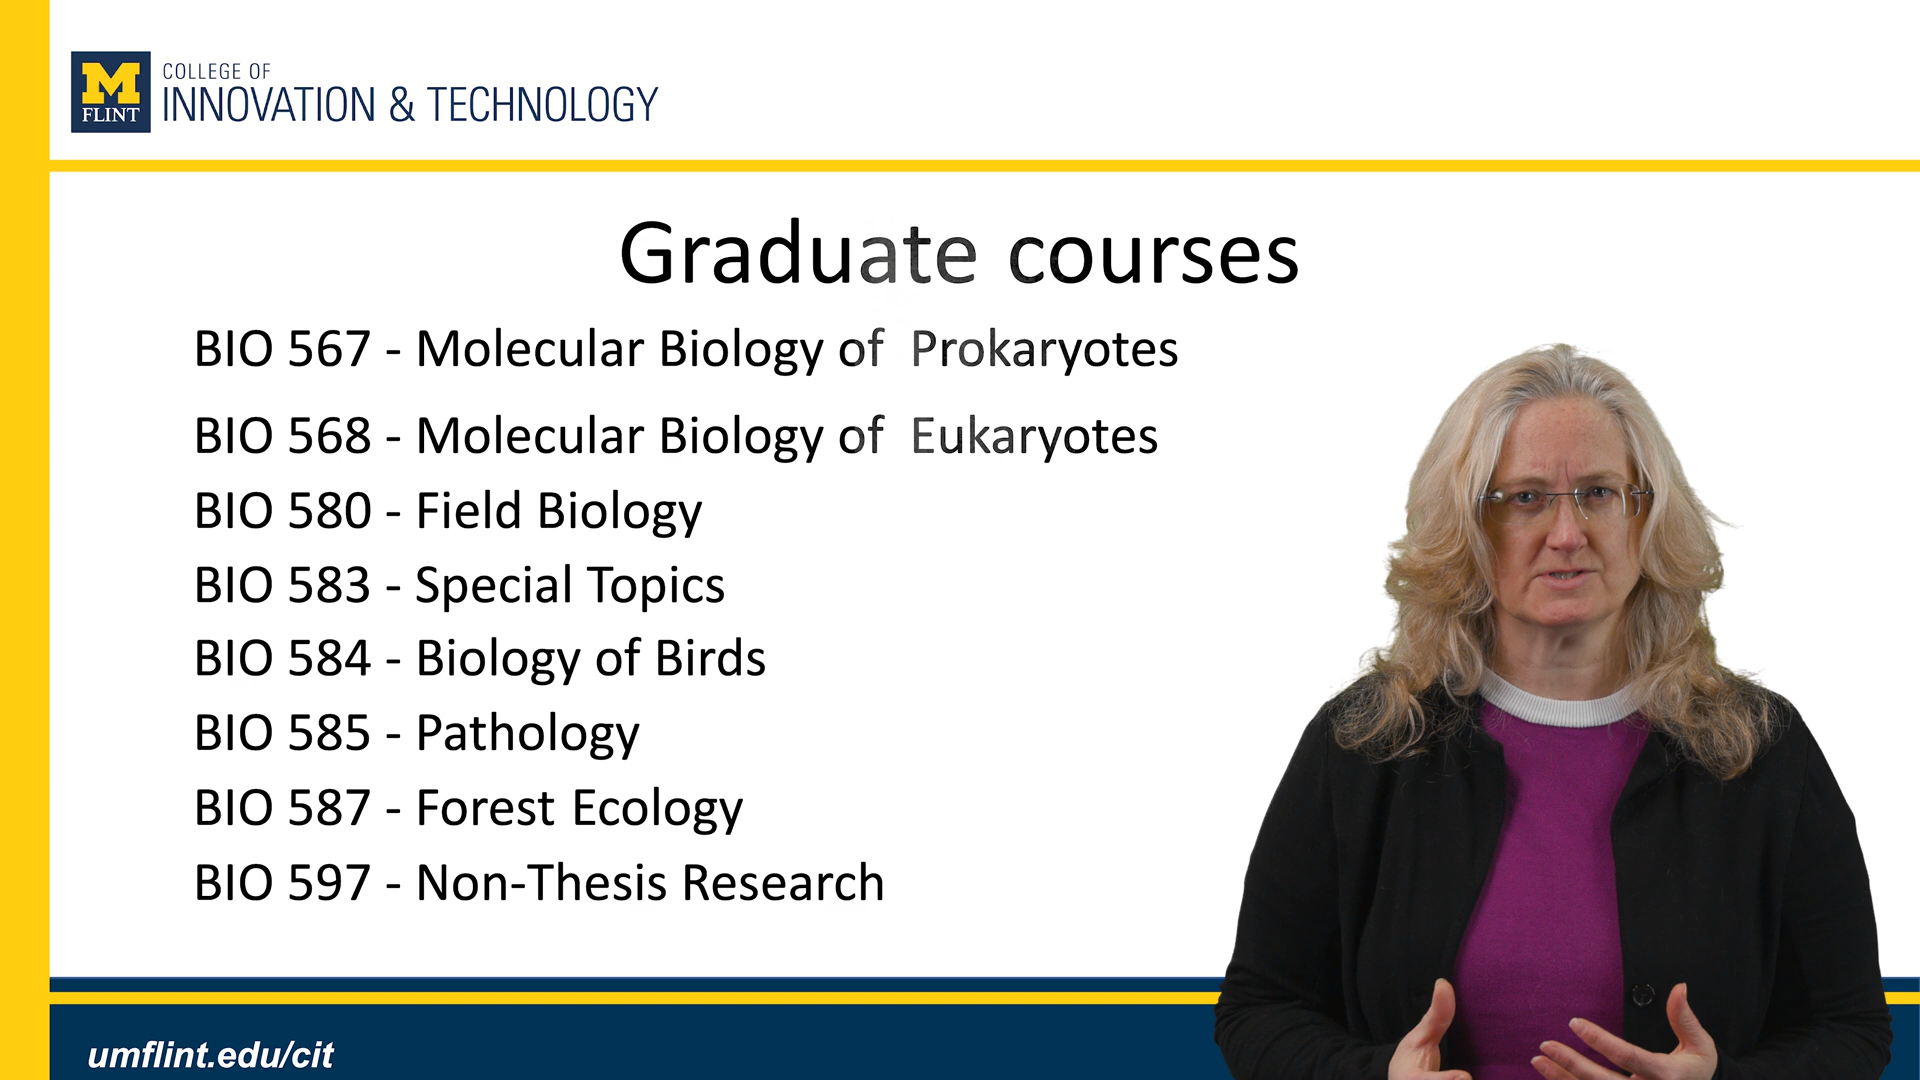 M
FLINT
COLLEGE OF
INNOVATION & TECHNOLOGY
Graduate courses
BIO 567 - Molecular Biology of Prokaryotes
BIO 568 - Molecular Biology of Eukaryotes
BIO 580 - Field Biology
BIO 583 - Special Topics
BIO 584 - Biology of Birds
BIO 585 - Pathology
BIO 587 - Forest Ecology
BIO 597 - Non-Thesis Research
umflint.edu/cit